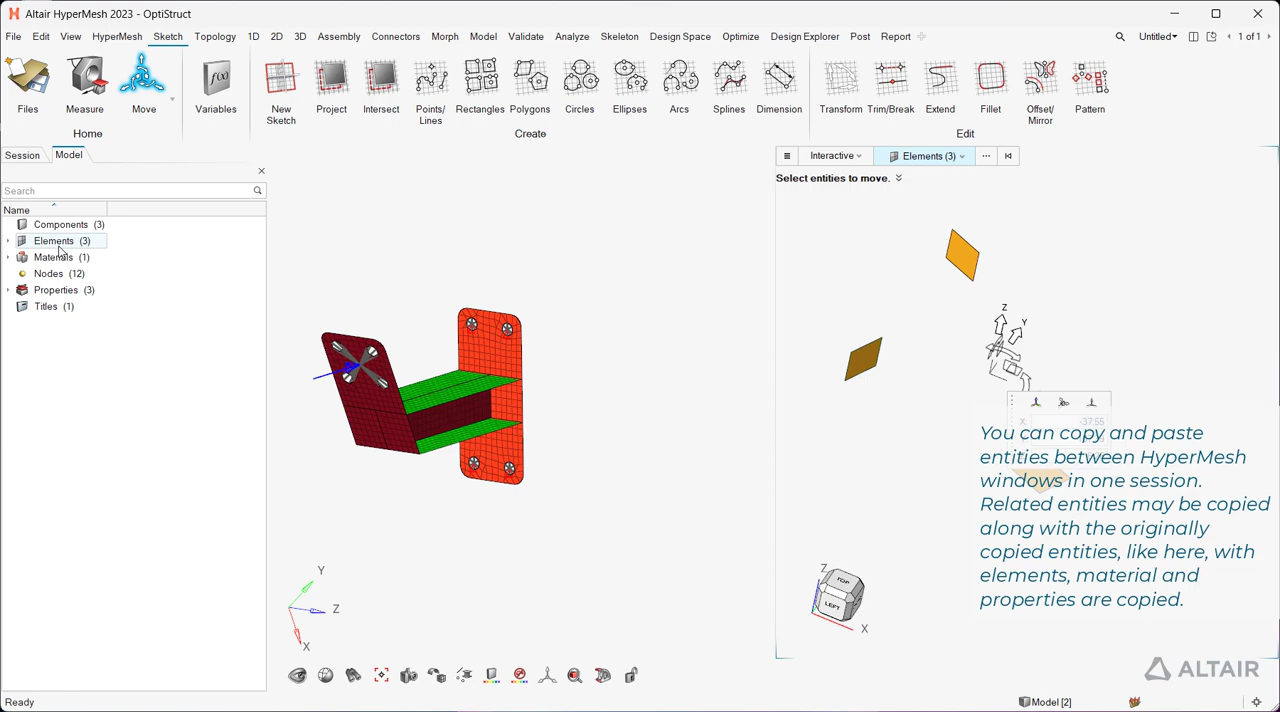 Altair HyperMesh 2023 - OptiStruct
File Edit View HyperMesh Sketch Topology 1D 2D 3D Assembly Connectors Morph Model Validate Skeleton Analyze Design Space Optimize Design Explorer Post Report Untitled 1 of 1
Files Measure Move Variables New Sketch Project Intersect Points/ Lines Rectangles Polygons Circles Ellipses Arcs Splines Dimension Transform Trim/Break Extend Fillet Offset/ Mirror Pattern
Home Create Edit
Session Model
Interactive Elements (3)
Select entities to move.
Search
Name
Components (3)
Elements (3)
Materials (1)
Nodes (12)
Properties (3)
Titles (1)
Z
Y
X:
-37.55
You can copy and paste
entities between HyperMesh
windows in one session.
Related entities may be copied
along with the originally
copied entities, like here, with
elements, material and
properties are copied.
Y
Z
X
Z
TOP
LEFT
X
ALTAIR
Ready
Model [2]